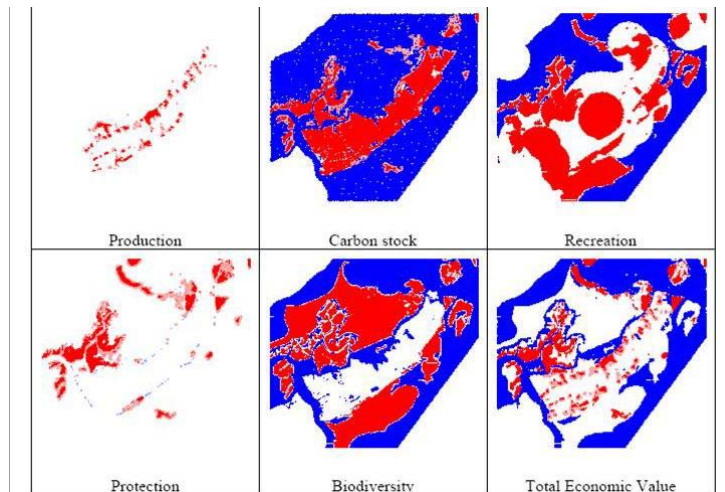 Production
Carbon stock
Recreation
Protection
Biodiversity
Total Economic Value